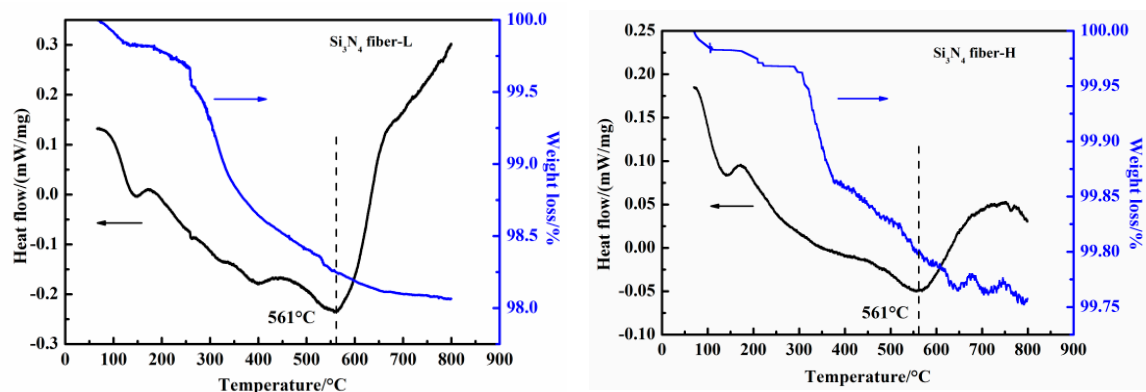 Si₃N₄ fiber-L
Heat flow/(mW/mg)
0.3
0.2
0.1
0.0
-0.1
-0.2
-0.3
0 100 200 300 400 500 600 700 800 900
Temperature/°C
100.0
99.5
99.0
98.5
98.0
Weight loss/%
561°C
Si₃N₄ fiber-H
Heat flow/(mW/mg)
0.25
0.20
0.15
0.10
0.05
0.00
-0.05
-0.10
0 100 200 300 400 500 600 700 800 900
Temperature/°C
100.00
99.95
99.90
99.85
99.80
99.75
Weight loss/%
561°C